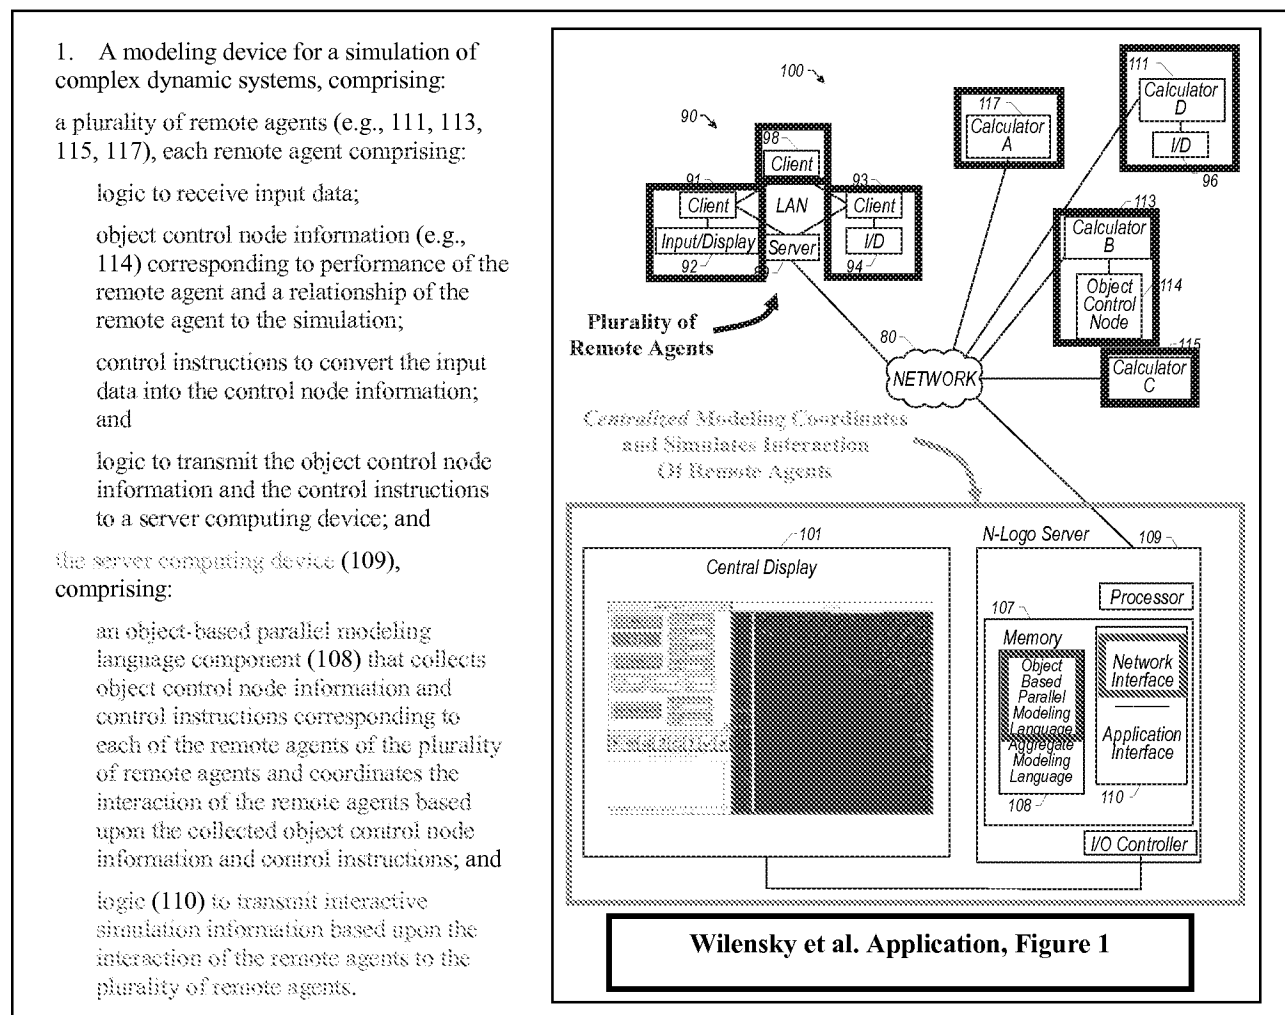 1. A modeling device for a simulation of
complex dynamic systems, comprising:
a plurality of remote agents (e.g., 111, 113,
115, 117), each remote agent comprising:
logic to receive input data;
object control node information (e.g.,
114) corresponding to performance of the
remote agent and a relationship of the
remote agent to the simulation;
control instructions to convert the input
data into the control node information;
and
logic to transmit the object control node
information and the control instructions
to a server computing device; and
the server computing device (109),
comprising:
an object-based parallel modeling
language component (108) that collects
object control node information and
control instructions corresponding to
each of the remote agents of the plurality
of remote agents and coordinates the
interaction of the remote agents based
upon the collected object control node
information and control instructions; and
logic (110) to transmit interactive
simulation information based upon the
interaction of the remote agents to the
plurality of remote agents.
100
90
98
Client
91
Client
Input/Display
92
LAN
Server
93
Client
I/D
94
117
Calculator
A
111
Calculator
D
I/D
96
113
Calculator
B
Object
Control
Node
114
115
Calculator
C
Plurality of
Remote Agents
80
NETWORK
Centralized Modeling Coordinates
and Simulates Interaction
Of Remote Agents
101
Central Display
N-Logo Server
109
Processor
107
Memory
Object
Based
Parallel
Modeling
Language
Aggregate
Modeling
Language
108
Network
Interface
Application
Interface
110
I/O Controller
Wilensky et al. Application, Figure 1